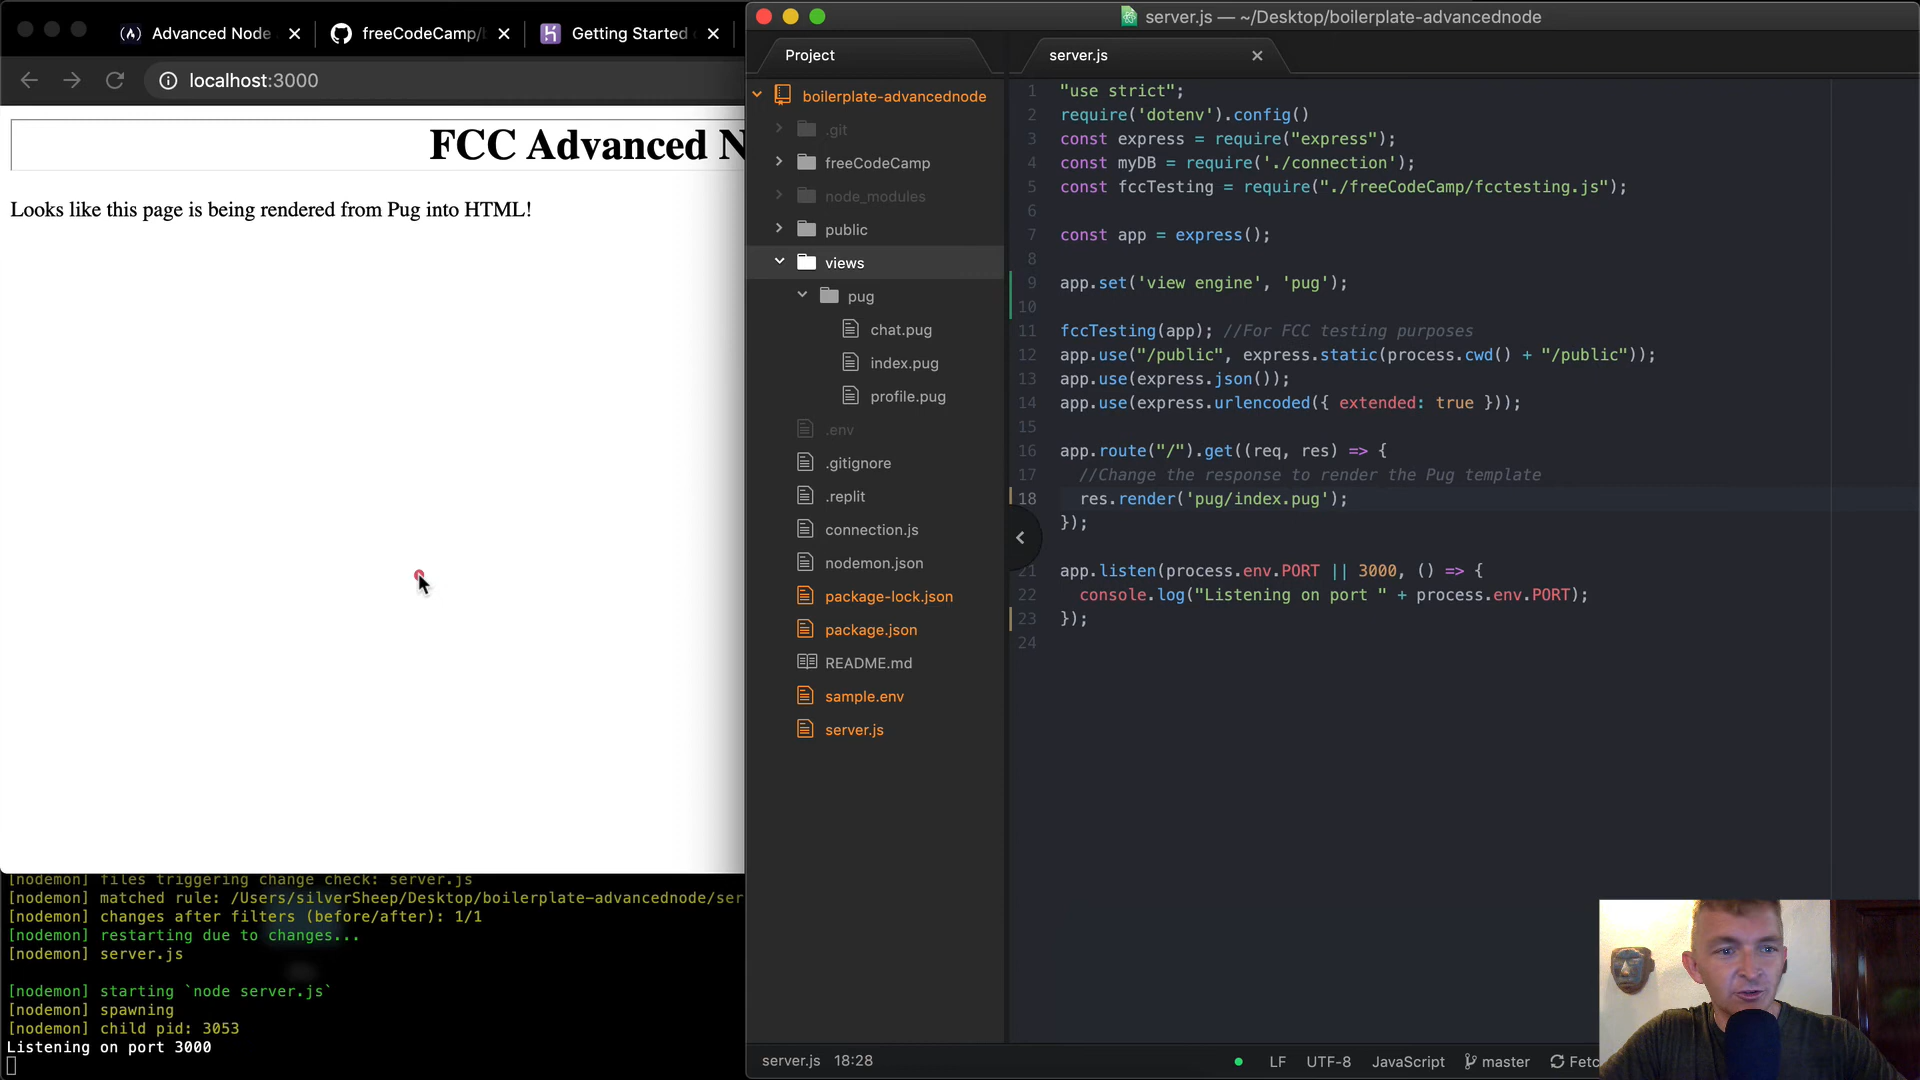 Advanced Node
freeCodeCamp/
Getting Started
localhost:3000
FCC Advanced N
Looks like this page is being rendered from Pug into HTML!
[nodemon] files triggering change check: server.js
[nodemon] matched rule: /Users/silverSheep/Desktop/boilerplate-advancednode/ser
[nodemon] changes after filters (before/after): 1/1
[nodemon] restarting due to changes...
[nodemon] server.js
[nodemon] starting `node server.js`
[nodemon] spawning
[nodemon] child pid: 3053
Listening on port 3000
server.js — ~/Desktop/boilerplate-advancednode
Project
boilerplate-advancednode
.git
freeCodeCamp
node_modules
public
views
pug
chat.pug
index.pug
profile.pug
.env
.gitignore
.replit
connection.js
nodemon.json
package-lock.json
package.json
README.md
sample.env
server.js
server.js
1 "use strict";
2 require('dotenv').config()
3 const express = require("express");
4 const myDB = require('./connection');
5 const fccTesting = require("./freeCodeCamp/fcctesting.js");
6
7 const app = express();
8
9 app.set('view engine', 'pug');
10
11 fccTesting(app); //For FCC testing purposes
12 app.use("/public", express.static(process.cwd() + "/public"));
13 app.use(express.json());
14 app.use(express.urlencoded({ extended: true }));
15
16 app.route("/").get((req, res) => {
17 //Change the response to render the Pug template
18 res.render('pug/index.pug');
});
21 app.listen(process.env.PORT || 3000, () => {
22 console.log("Listening on port " + process.env.PORT);
23 });
24
server.js 18:28
LF UTF-8 JavaScript master Fetc